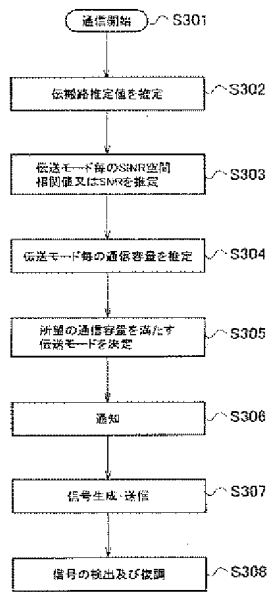 通信開始
S301
伝搬路推定値を推定
S302
伝送モード毎のSINR空間
相関値又はSNRを推定
S303
伝送モード毎の通信容量を推定
S304
所望の通信容量を満たす
伝送モードを決定
S305
通知
S306
信号生成・送信
S307
信号の検出及び復調
S308